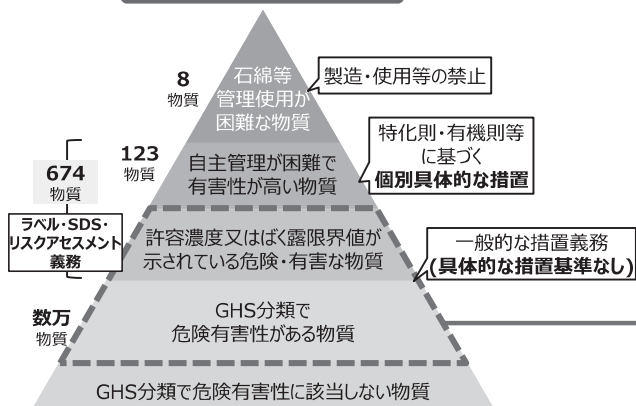 8
物質
石綿等
管理使用が
困難な物質
製造・使用等の禁止
123
物質
自主管理が困難で
有害性が高い物質
特化則・有機則等
に基づく
個別具体的な措置
674
物質
ラベル・SDS・
リスクアセスメント
義務
許容濃度又はばく露限界値が
示されている危険・有害な物質
一般的な措置義務
(具体的な措置基準なし)
数万
物質
GHS分類で
危険有害性がある物質
GHS分類で危険有害性に該当しない物質